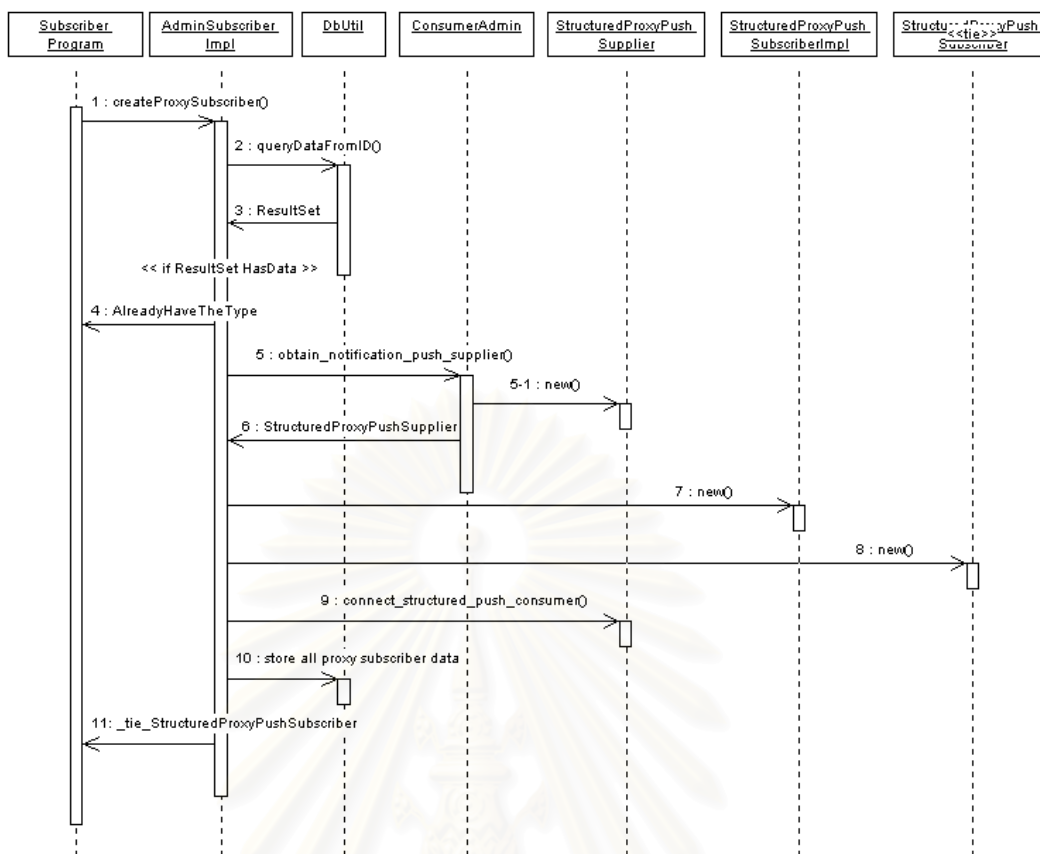 Subscriber
Program
AdminSubscriber
Impl
DbUtil
ConsumerAdmin
StructuredProxyPush
Supplier
StructuredProxyPush
SubscriberImpl
<<tie>>
Subscriber
1 : createProxySubscriber()
2 : queryDataFromID()
3 : ResultSet
<< if ResultSet HasData >>
4 : AlreadyHaveTheType
5 : obtain_notification_push_supplier()
5-1 : new()
6 : StructuredProxyPushSupplier
7 : new()
8 : new()
9 : connect_structured_push_consumer()
10 : store all proxy subscriber data
11: _tie_StructuredProxyPushSubscriber